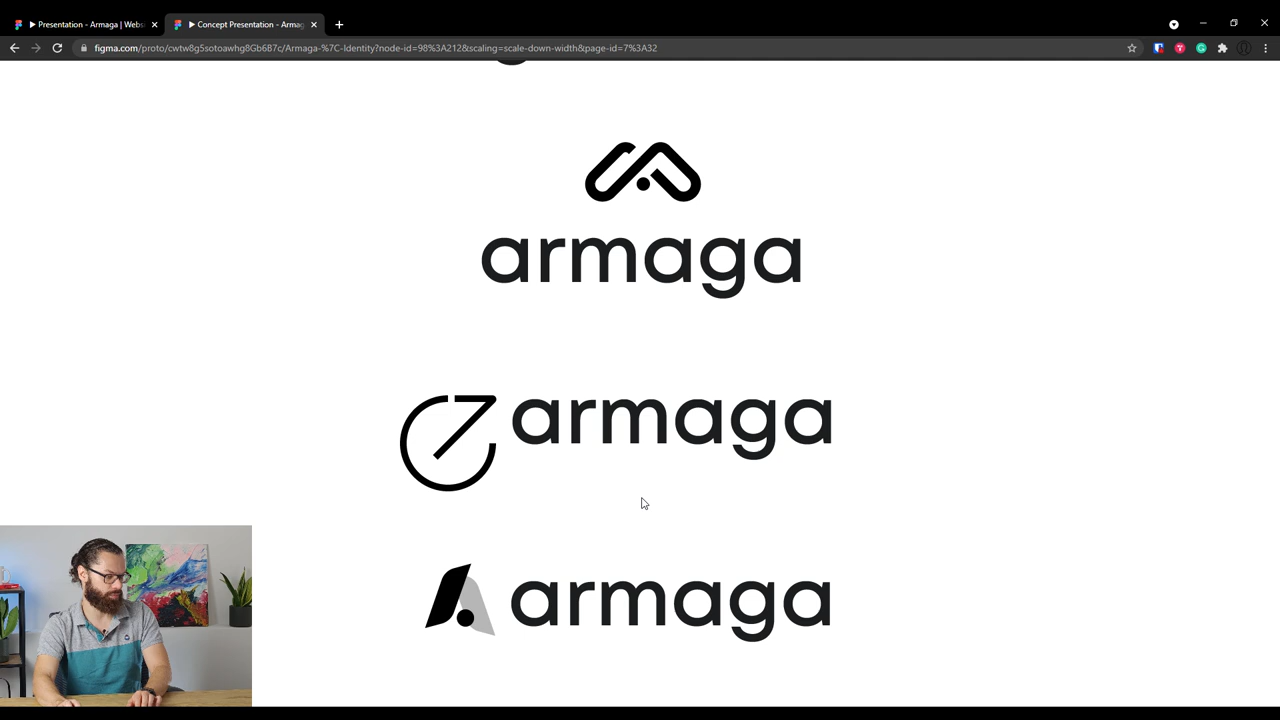 Presentation - Armaga | Webs
Concept Presentation - Armag
figma.com/proto/cwtw8g5sotoawhg8Gb6B7c/Armaga-%7C-Identity?node-id=98%3A212&scaling=scale-down-width&page-id=7%3A32
armaga
armaga
armaga